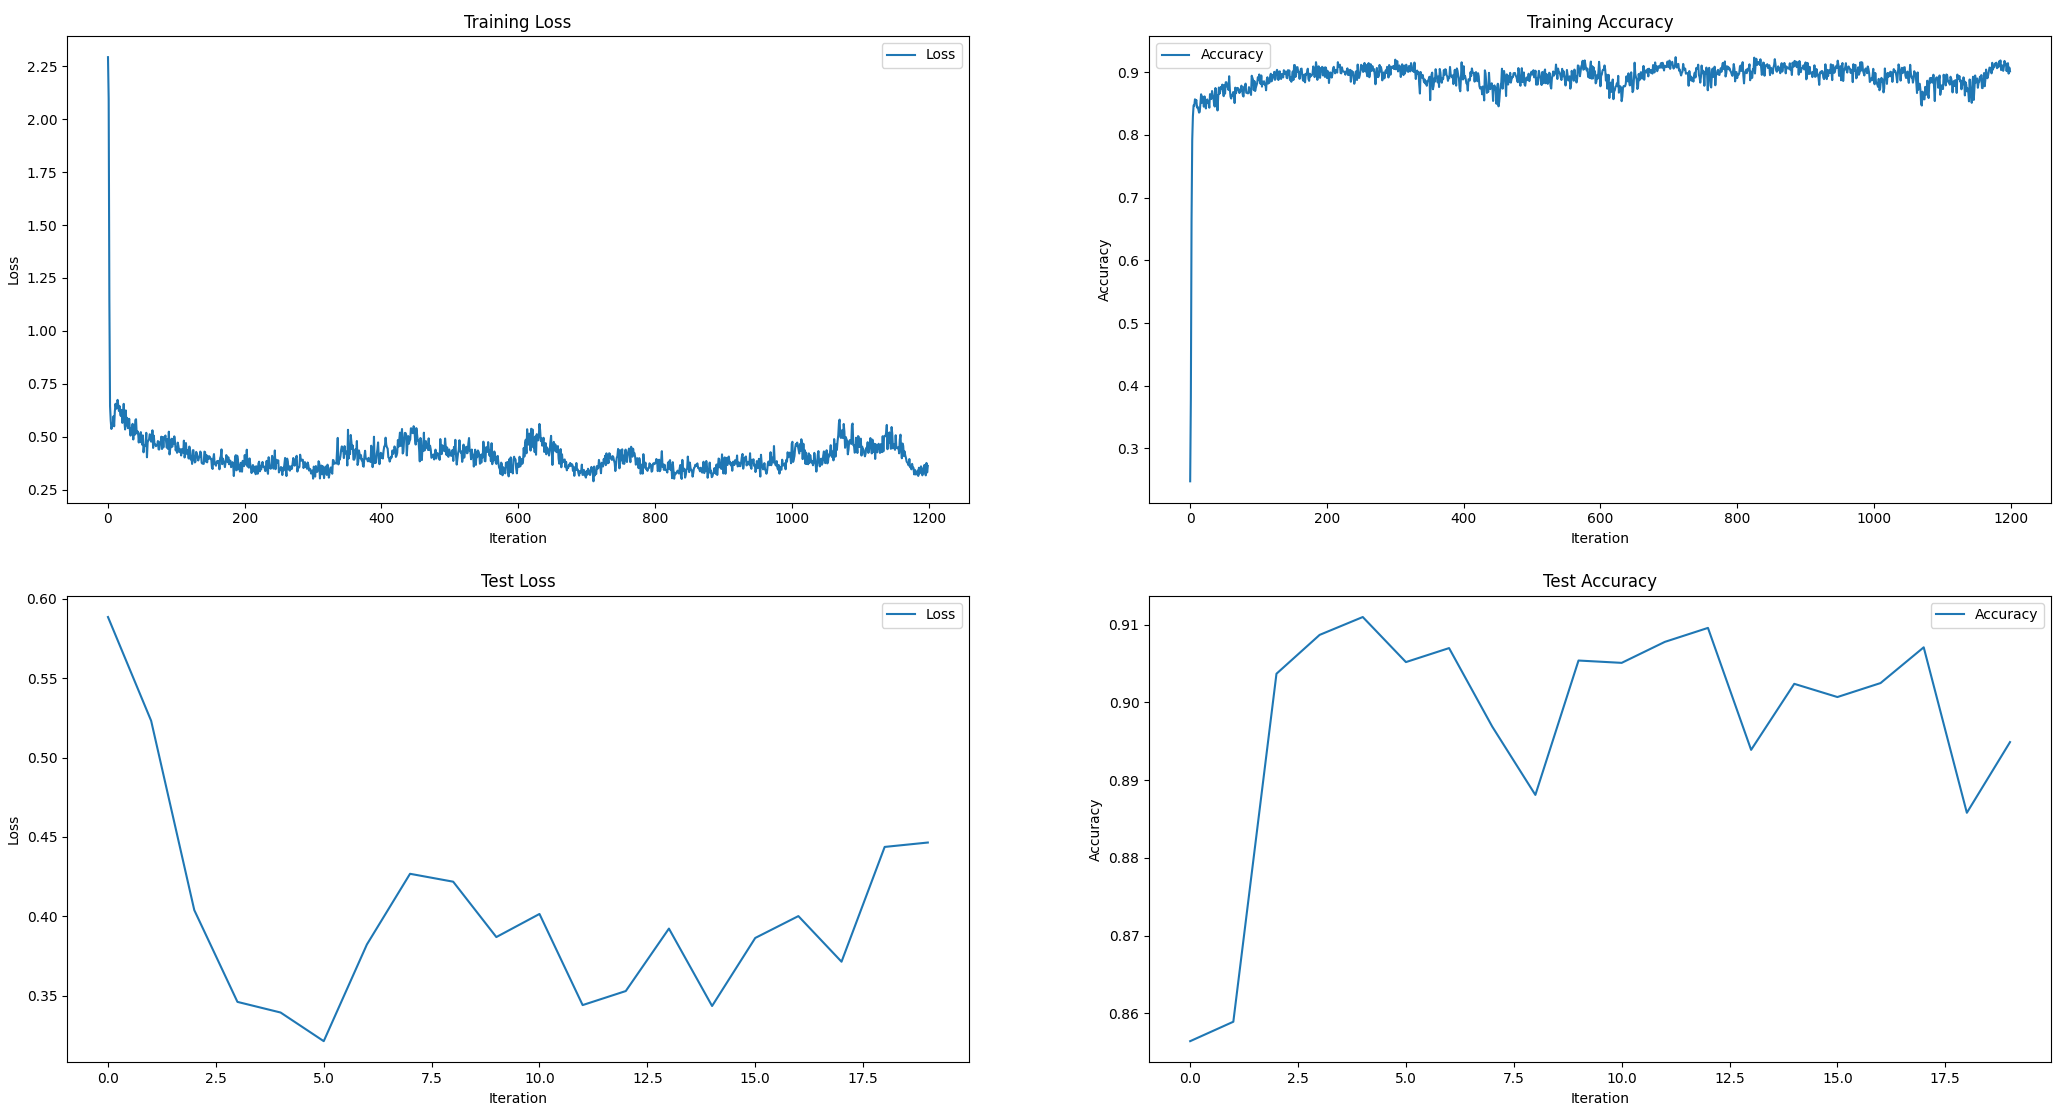 Training Loss
Loss
2.25
2.00
1.75
1.50
1.25
1.00
0.75
0.50
0.25
Loss
0 200 400 600 800 1000 1200
Iteration
Training Accuracy
Accuracy
0.9
0.8
0.7
0.6
0.5
0.4
0.3
Accuracy
0 200 400 600 800 1000 1200
Iteration
Test Loss
Loss
0.60
0.55
0.50
0.45
0.40
0.35
Loss
0.0 2.5 5.0 7.5 10.0 12.5 15.0 17.5
Iteration
Test Accuracy
Accuracy
0.91
0.90
0.89
0.88
0.87
0.86
Accuracy
0.0 2.5 5.0 7.5 10.0 12.5 15.0 17.5
Iteration